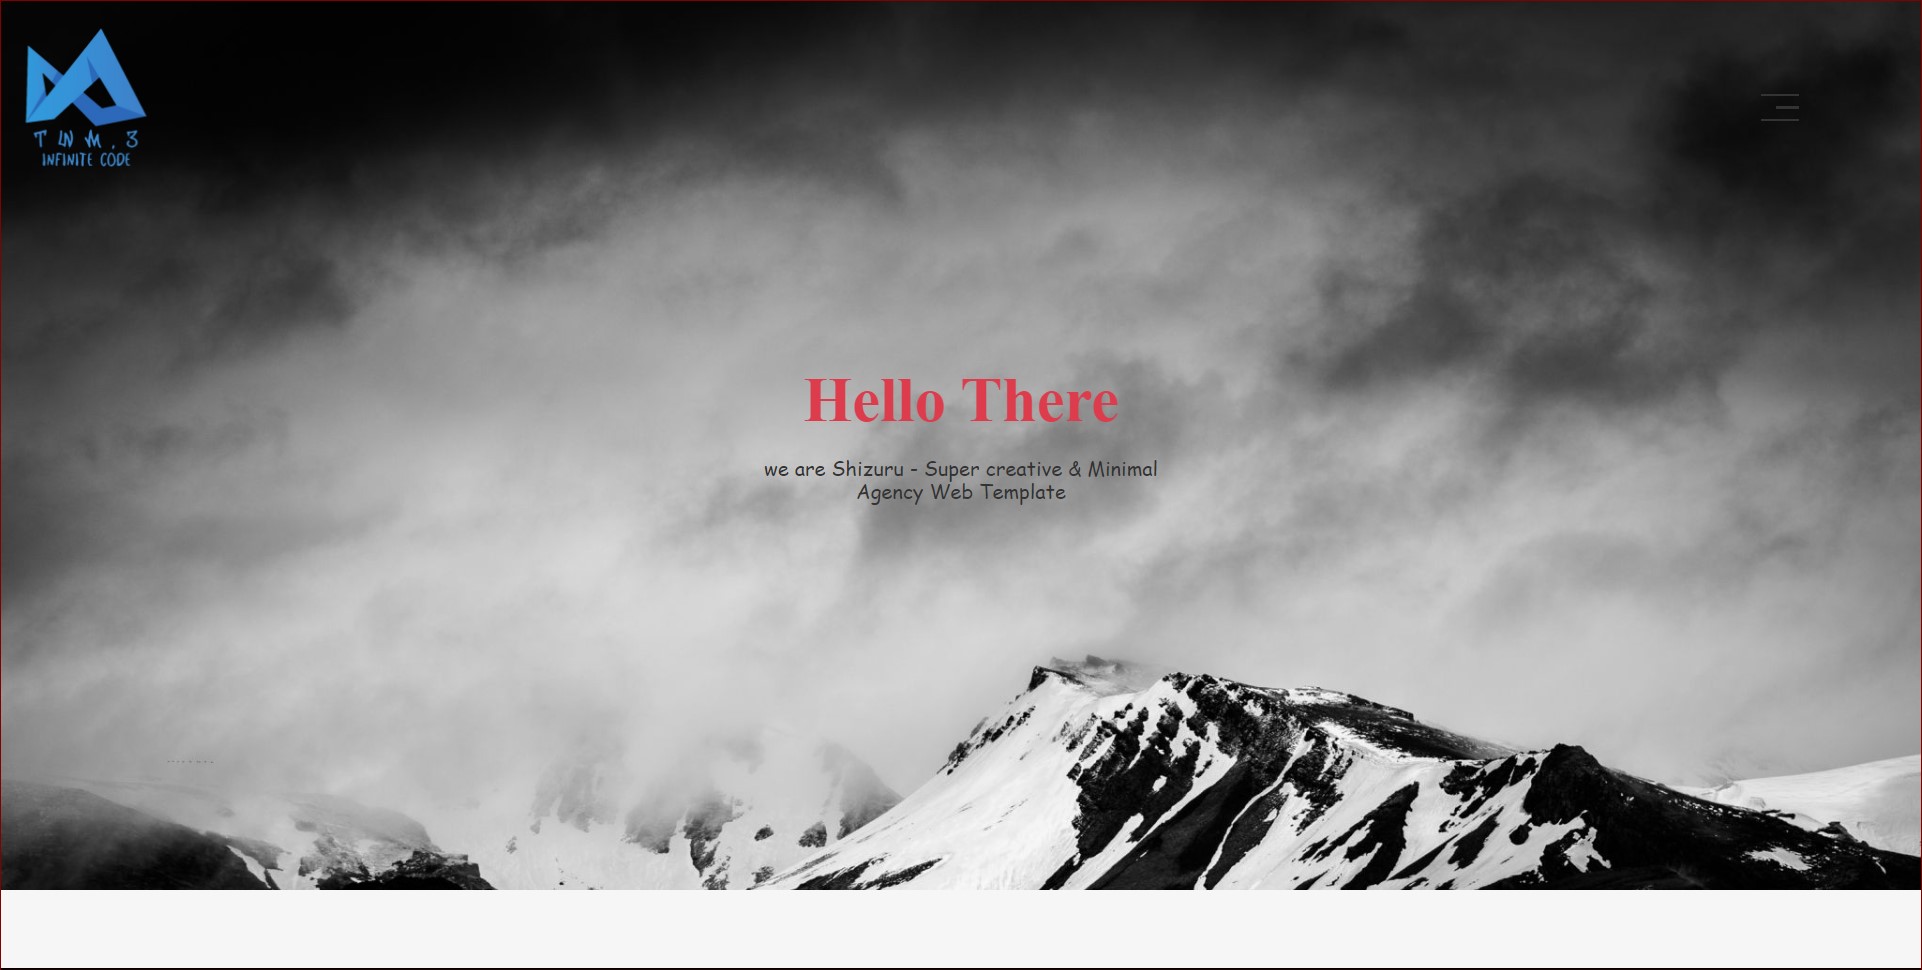 T W M . 3
INFINITE CODE
Hello There
we are Shizuru - Super creative & Minimal
Agency Web Template